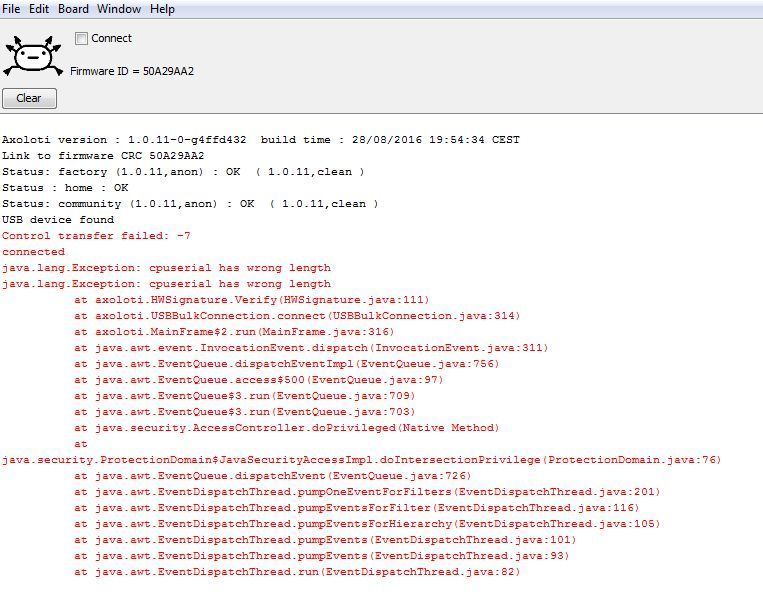 File Edit Board Window Help
Connect
Firmware ID = 50A29AA2
Clear
Axoloti version : 1.0.11-0-g4ffd432  build time : 28/08/2016 19:54:34 CEST
Link to firmware CRC 50A29AA2
Status: factory (1.0.11,anon) : OK  ( 1.0.11,clean )
Status : home : OK
Status: community (1.0.11,anon) : OK  ( 1.0.11,clean )
USB device found
Control transfer failed: -7
connected
java.lang.Exception: cpuserial has wrong length
java.lang.Exception: cpuserial has wrong length
at axoloti.HWSignature.Verify(HWSignature.java:111)
at axoloti.USBBulkConnection.connect(USBBulkConnection.java:314)
at axoloti.MainFrame$2.run(MainFrame.java:316)
at java.awt.event.InvocationEvent.dispatch(InvocationEvent.java:311)
at java.awt.EventQueue.dispatchEventImpl(EventQueue.java:756)
at java.awt.EventQueue.access$500(EventQueue.java:97)
at java.awt.EventQueue$3.run(EventQueue.java:709)
at java.awt.EventQueue$3.run(EventQueue.java:703)
at java.security.AccessController.doPrivileged(Native Method)
at
java.security.ProtectionDomain$JavaSecurityAccessImpl.doIntersectionPrivilege(ProtectionDomain.java:76)
at java.awt.EventQueue.dispatchEvent(EventQueue.java:726)
at java.awt.EventDispatchThread.pumpOneEventForFilters(EventDispatchThread.java:201)
at java.awt.EventDispatchThread.pumpEventsForFilter(EventDispatchThread.java:116)
at java.awt.EventDispatchThread.pumpEventsForHierarchy(EventDispatchThread.java:105)
at java.awt.EventDispatchThread.pumpEvents(EventDispatchThread.java:101)
at java.awt.EventDispatchThread.pumpEvents(EventDispatchThread.java:93)
at java.awt.EventDispatchThread.run(EventDispatchThread.java:82)